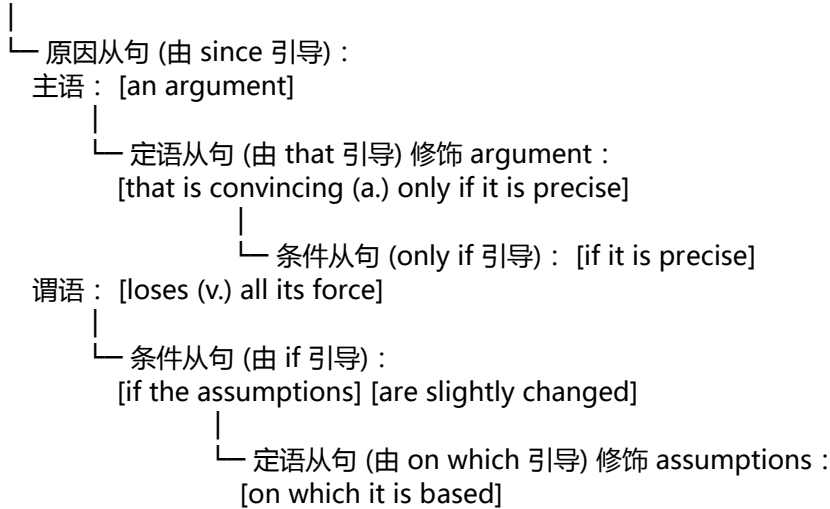 原因从句 (由 since 引导)：
主语：[an argument]
定语从句 (由 that 引导) 修饰 argument：
[that is convincing (a.) only if it is precise]
条件从句 (only if 引导)：[if it is precise]
谓语：[loses (v.) all its force]
条件从句 (由 if 引导)：
[if the assumptions] [are slightly changed]
定语从句 (由 on which 引导) 修饰 assumptions：
[on which it is based]